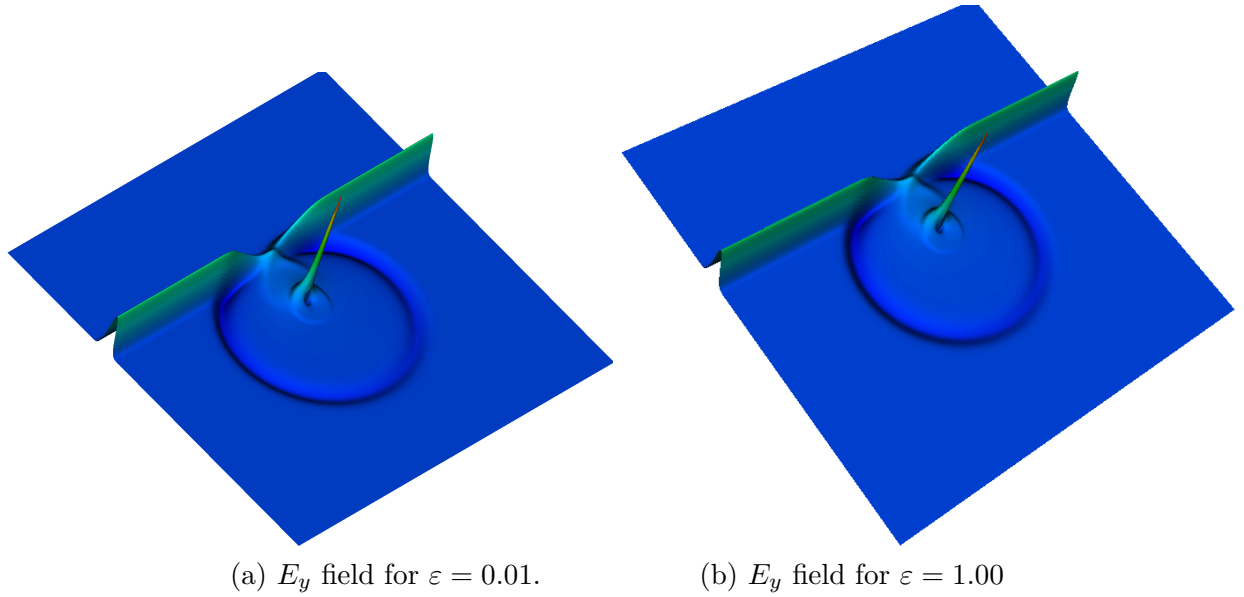 (a) $E_y$ field for $\varepsilon = 0.01$.
(b) $E_y$ field for $\varepsilon = 1.00$